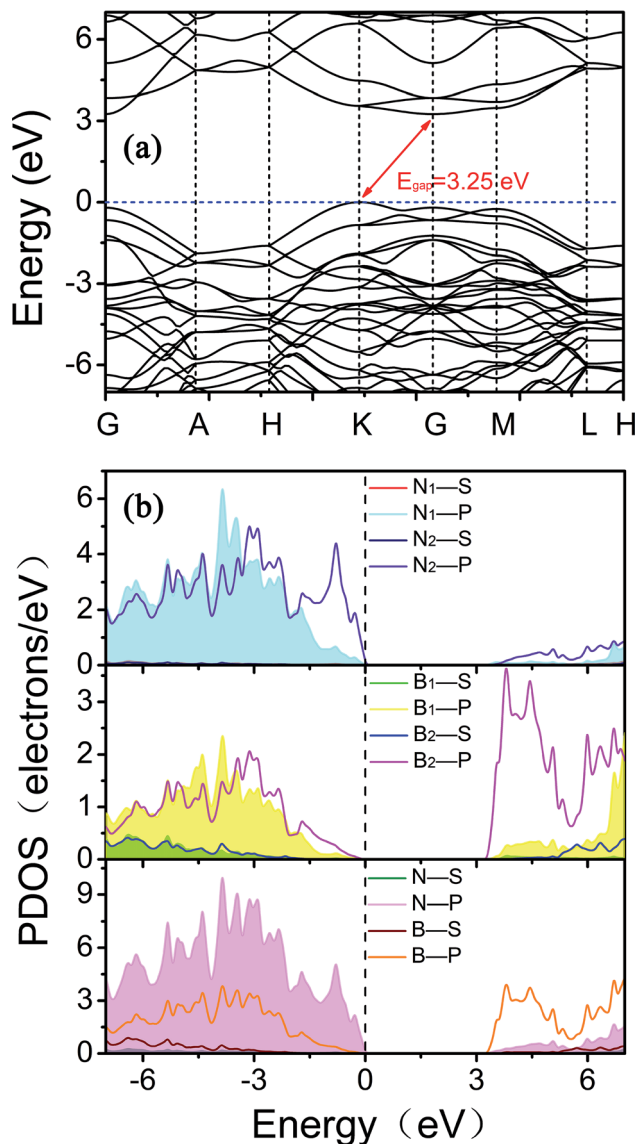 6
3
0
-3
-6
Energy (eV)
(a)
Egap=3.25 eV
G A H K G M L H
(b)
N1—S
N1—P
N2—S
N2—P
6
4
2
0
B1—S
B1—P
B2—S
B2—P
3
2
1
0
N—S
N—P
B—S
B—P
9
6
3
0
PDOS（electrons/eV）
-6 -3 0 3 6
Energy（eV）